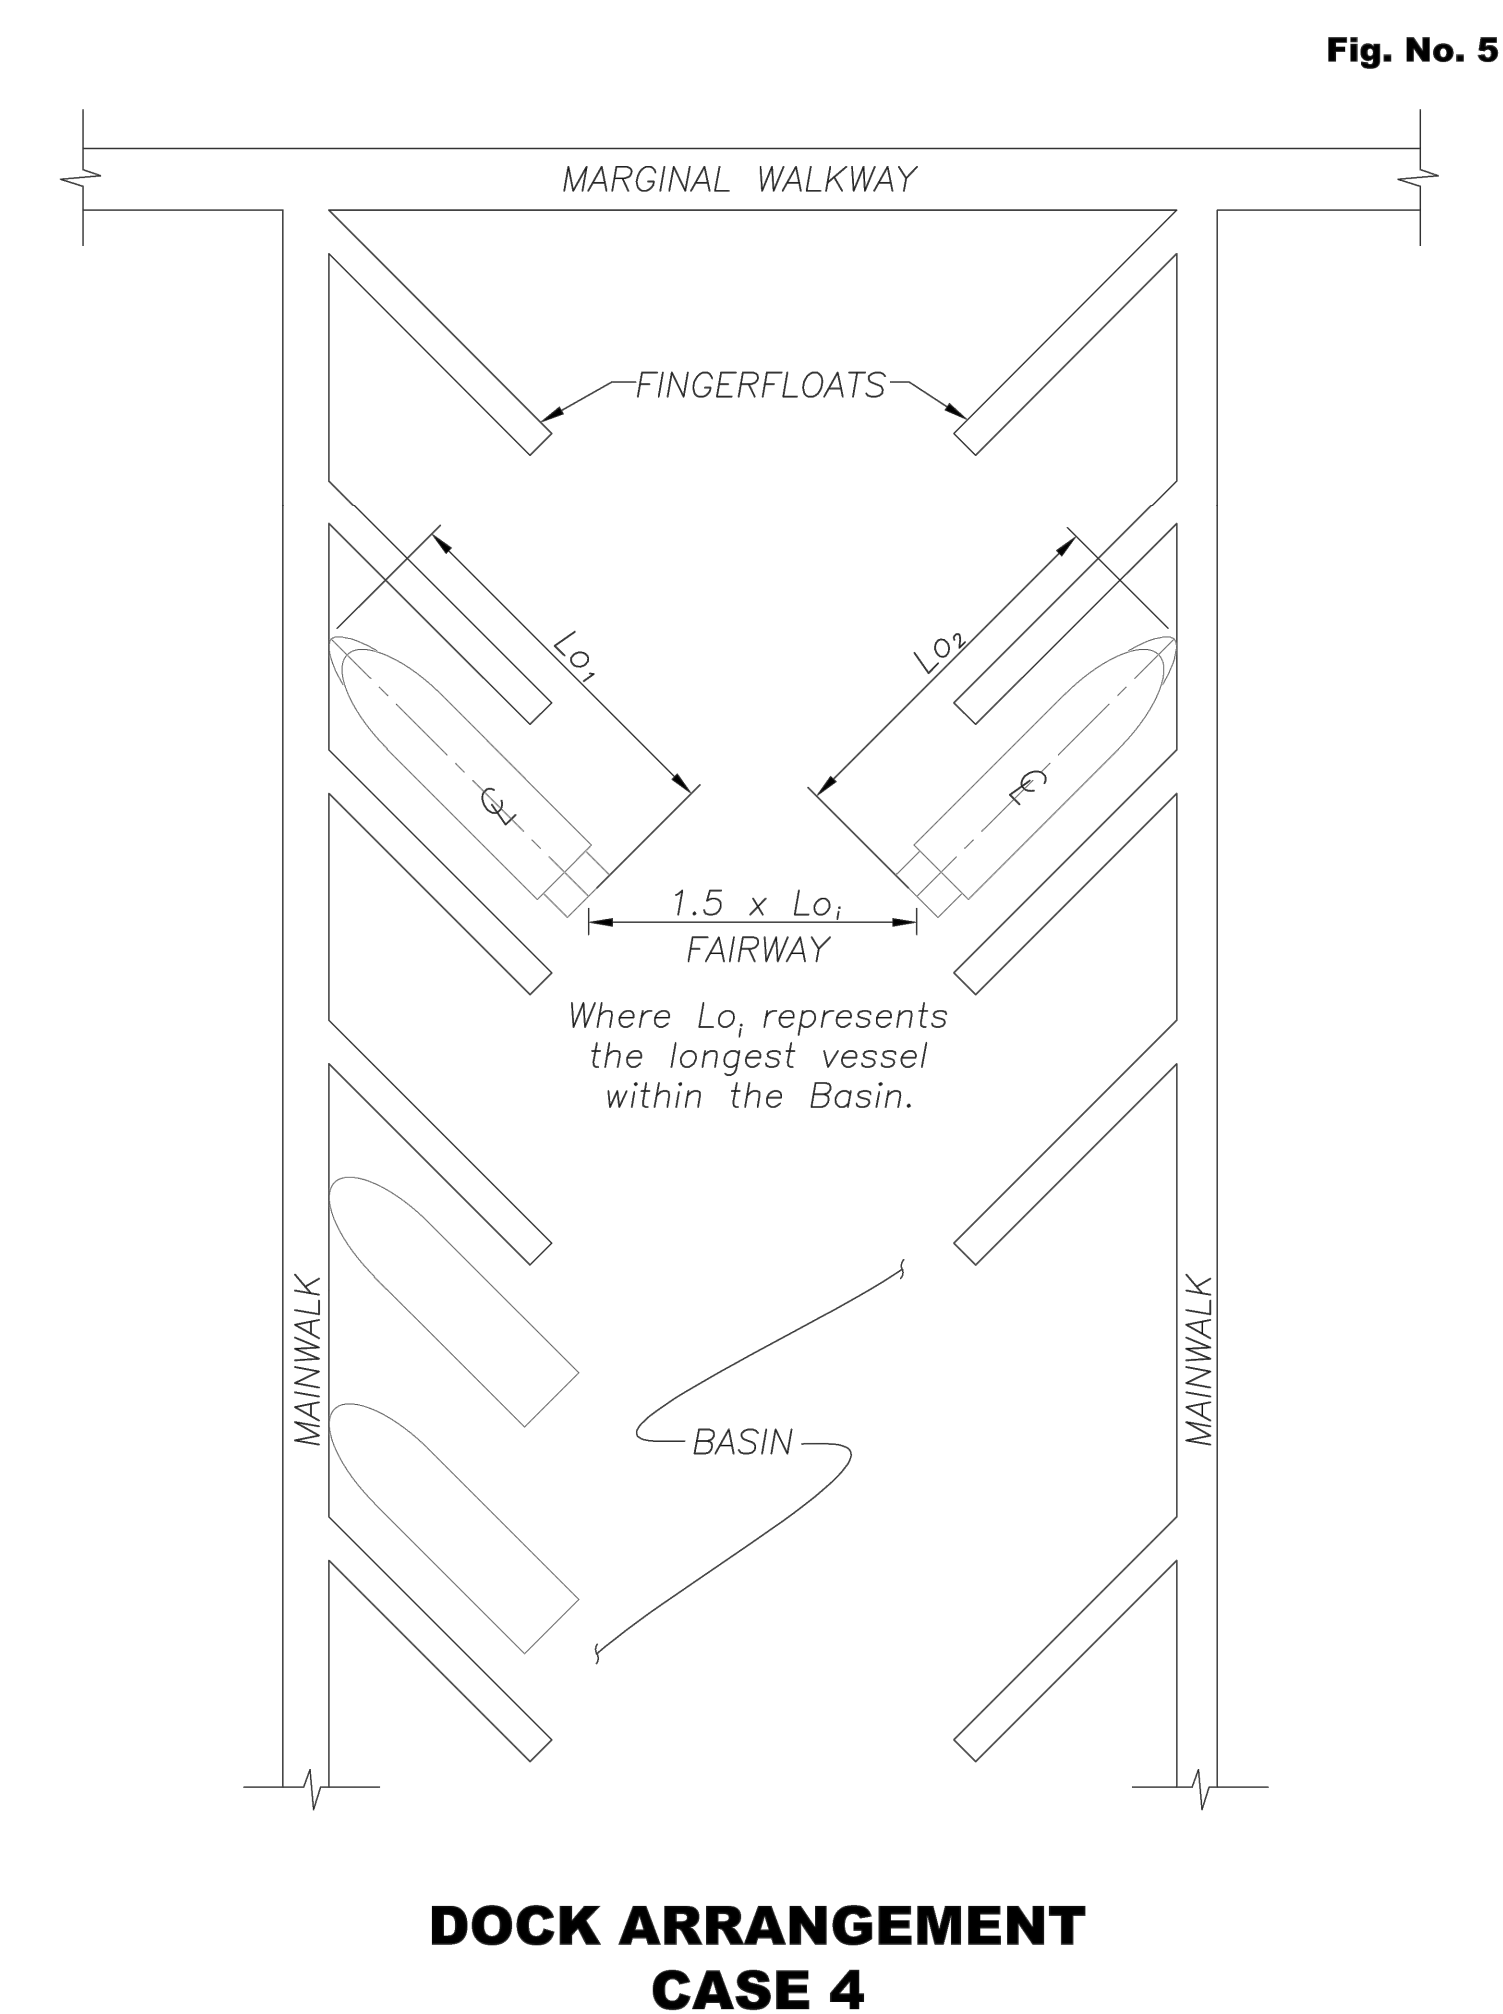 Fig. No. 5
MARGINAL WALKWAY
FINGERFLOATS
Lo₁
Lo₂
℄
℄
1.5 x Loᵢ
FAIRWAY
Where Loᵢ represents
the longest vessel
within the Basin.
MAINWALK
MAINWALK
BASIN
DOCK ARRANGEMENT
CASE 4